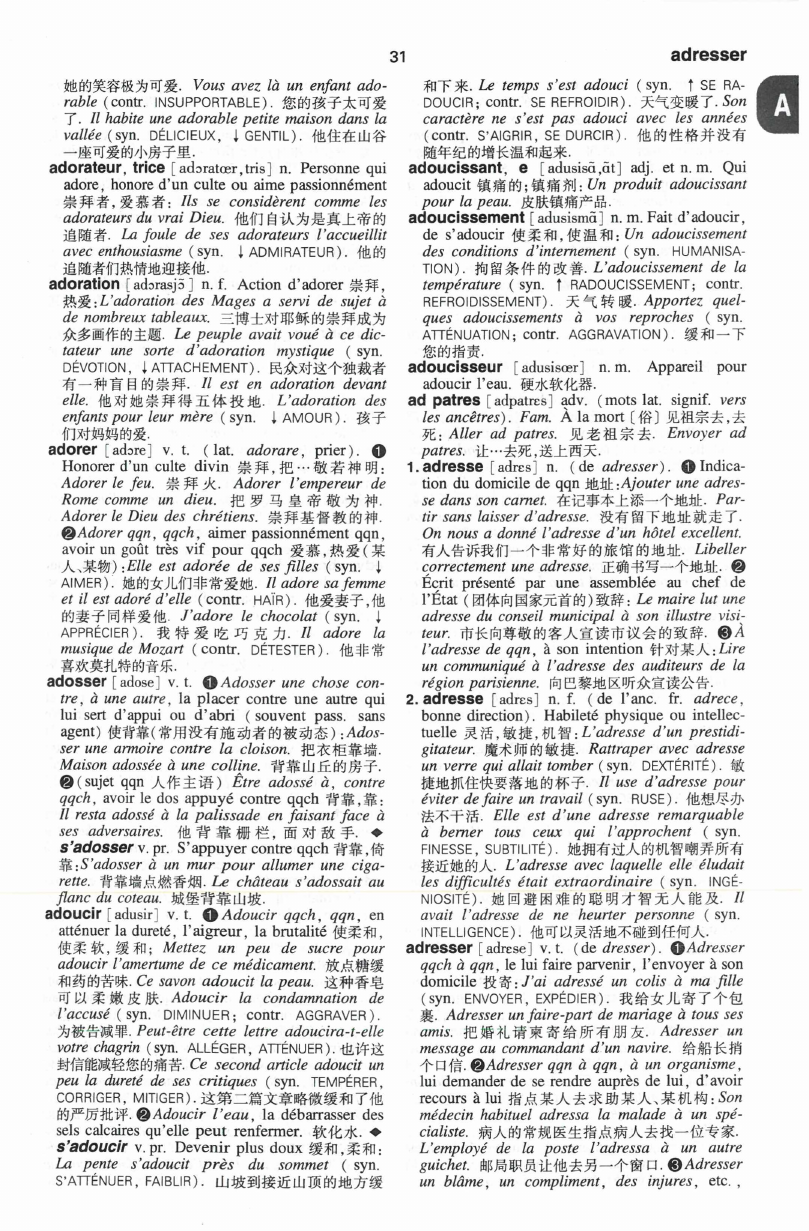 31
adresser
A
她的笑容极为可爱. Vous avez là un enfant ado-
rable (contr. INSUPPORTABLE). 您的孩子太可爱
了. Il habite une adorable petite maison dans la
vallée (syn. DÉLICIEUX, ↓ GENTIL). 他住在山谷
一座可爱的小房子里.
adorateur, trice [adɔratœr,tris] n. Personne qui
adore, honore d'un culte ou aime passionnément
崇拜者,爱慕者: Ils se considèrent comme les
adorateurs du vrai Dieu. 他们自认为是真上帝的
追随者. La foule de ses adorateurs l'accueillit
avec enthousiasme (syn. ↓ ADMIRATEUR). 他的
追随者们热情地迎接他.
adoration [adɔrasjɔ̃] n. f. Action d'adorer 崇拜,
热爱:L'adoration des Mages a servi de sujet à
de nombreux tableaux. 三博士对耶稣的崇拜成为
众多画作的主题. Le peuple avait voué à ce dic-
tateur une sorte d'adoration mystique (syn.
DÉVOTION, ↓ ATTACHEMENT). 民众对这个独裁者
有一种盲目的崇拜. Il est en adoration devant
elle. 他对她崇拜得五体投地. L'adoration des
enfants pour leur mère (syn. ↓ AMOUR). 孩子
们对妈妈的爱.
adorer [adɔre] v. t. (lat. adorare, prier). ❶
Honorer d'un culte divin 崇拜,把…敬若神明:
Adorer le feu. 崇拜火. Adorer l'empereur de
Rome comme un dieu. 把罗马皇帝敬为神.
Adorer le Dieu des chrétiens. 崇拜基督教的神.
❷Adorer qqn, qqch, aimer passionnément qqn,
avoir un goût très vif pour qqch 爱慕,热爱(某
人、某物):Elle est adorée de ses filles (syn. ↓
AIMER). 她的女儿们非常爱她. Il adore sa femme
et il est adoré d'elle (contr. HAÏR). 他爱妻子,他
的妻子同样爱他. J'adore le chocolat (syn. ↓
APPRÉCIER). 我特爱吃巧克力. Il adore la
musique de Mozart (contr. DÉTESTER). 他非常
喜欢莫扎特的音乐.
adosser [adose] v. t. ❶Adosser une chose con-
tre, à une autre, la placer contre une autre qui
lui sert d'appui ou d'abri (souvent pass. sans
agent) 使背靠(常用没有施动者的被动态):Ados-
ser une armoire contre la cloison. 把衣柜靠墙.
Maison adossée à une colline. 背靠山丘的房子.
❷(sujet qqn 人作主语) Être adossé à, contre
qqch, avoir le dos appuyé contre qqch 背靠,靠:
Il resta adossé à la palissade en faisant face à
ses adversaires. 他背靠栅栏, 面对敌手. ◆
s'adosser v. pr. S'appuyer contre qqch 背靠,倚
靠:S'adosser à un mur pour allumer une ciga-
rette. 背靠墙点燃香烟. Le château s'adossait au
flanc du coteau. 城堡背靠山坡.
adoucir [adusir] v. t. ❶Adoucir qqch, qqn, en
atténuer la dureté, l'aigreur, la brutalité 使柔和,
使柔软,缓和; Mettez un peu de sucre pour
adoucir l'amertume de ce médicament. 放点糖缓
和药的苦味. Ce savon adoucit la peau. 这种香皂
可以柔嫩皮肤. Adoucir la condamnation de
l'accusé (syn. DIMINUER; contr. AGGRAVER).
为被告减罪. Peut-être cette lettre adoucira-t-elle
votre chagrin (syn. ALLÉGER, ATTÉNUER). 也许这
封信能减轻您的痛苦. Ce second article adoucit un
peu la dureté de ses critiques (syn. TEMPÉRER,
CORRIGER, MITIGER). 这第二篇文章略微缓和了他
的严厉批评. ❷Adoucir l'eau, la débarrasser des
sels calcaires qu'elle peut renfermer. 软化水. ◆
s'adoucir v. pr. Devenir plus doux 缓和,柔和:
La pente s'adoucit près du sommet (syn.
S'ATTÉNUER, FAIBLIR). 山坡到接近山顶的地方缓
和下来. Le temps s'est adouci (syn. ↑ SE RA-
DOUCIR; contr. SE REFROIDIR). 天气变暖了. Son
caractère ne s'est pas adouci avec les années
(contr. S'AIGRIR, SE DURCIR). 他的性格并没有
随年纪的增长温和起来.
adoucissant, e [adusisɑ̃,ɑ̃t] adj. et n. m. Qui
adoucit 镇痛的;镇痛剂: Un produit adoucissant
pour la peau. 皮肤镇痛产品.
adoucissement [adusismɑ̃] n. m. Fait d'adoucir,
de s'adoucir 使柔和,使温和: Un adoucissement
des conditions d'internement (syn. HUMANISA-
TION). 拘留条件的改善. L'adoucissement de la
température (syn. ↑ RADOUCISSEMENT; contr.
REFROIDISSEMENT). 天气转暖. Apportez quel-
ques adoucissements à vos reproches (syn.
ATTÉNUATION; contr. AGGRAVATION). 缓和一下
您的指责.
adoucisseur [adusisœr] n. m. Appareil pour
adoucir l'eau. 硬水软化器.
ad patres [adpatrɛs] adv. (mots lat. signif. vers
les ancêtres). Fam. À la mort〔俗〕见祖宗去,去
死: Aller ad patres. 见老祖宗去. Envoyer ad
patres. 让…去死,送上西天.
1. adresse [adrɛs] n. (de adresser). ❶ Indica-
tion du domicile de qqn 地址:Ajouter une adres-
se dans son carnet. 在记事本上添一个地址. Par-
tir sans laisser d'adresse. 没有留下地址就走了.
On nous a donné l'adresse d'un hôtel excellent.
有人告诉我们一个非常好的旅馆的地址. Libeller
correctement une adresse. 正确书写一个地址. ❷
Écrit présenté par une assemblée au chef de
l'État (团体向国家元首的)致辞: Le maire lut une
adresse du conseil municipal à son illustre visi-
teur. 市长向尊敬的客人宣读市议会的致辞. ❸À
l'adresse de qqn, à son intention 针对某人:Lire
un communiqué à l'adresse des auditeurs de la
région parisienne. 向巴黎地区听众宣读公告.
2. adresse [adrɛs] n. f. (de l'anc. fr. adrece,
bonne direction). Habileté physique ou intellec-
tuelle 灵活,敏捷,机智:L'adresse d'un prestidi-
gitateur. 魔术师的敏捷. Rattraper avec adresse
un verre qui allait tomber (syn. DEXTÉRITÉ). 敏
捷地抓住快要落地的杯子. Il use d'adresse pour
éviter de faire un travail (syn. RUSE). 他想尽办
法不干活. Elle est d'une adresse remarquable
à berner tous ceux qui l'approchent (syn.
FINESSE, SUBTILITÉ). 她拥有过人的机智嘲弄所有
接近她的人. L'adresse avec laquelle elle éludait
les difficultés était extraordinaire (syn. INGÉ-
NIOSITÉ). 她回避困难的聪明才智无人能及. Il
avait l'adresse de ne heurter personne (syn.
INTELLIGENCE). 他可以灵活地不碰到任何人.
adresser [adrɛse] v. t. (de dresser). ❶Adresser
qqch à qqn, le lui faire parvenir, l'envoyer à son
domicile 投寄:J'ai adressé un colis à ma fille
(syn. ENVOYER, EXPÉDIER). 我给女儿寄了个包
裹. Adresser un faire-part de mariage à tous ses
amis. 把婚礼请柬寄给所有朋友. Adresser un
message au commandant d'un navire. 给船长捎
个口信. ❷Adresser qqn à qqn, à un organisme,
lui demander de se rendre auprès de lui, d'avoir
recours à lui 指点某人去求助某人、某机构:Son
médecin habituel adressa la malade à un spé-
cialiste. 病人的常规医生指点病人去找一位专家.
L'employé de la poste l'adressa à un autre
guichet. 邮局职员让他去另一个窗口. ❸Adresser
un blâme, un compliment, des injures, etc.,